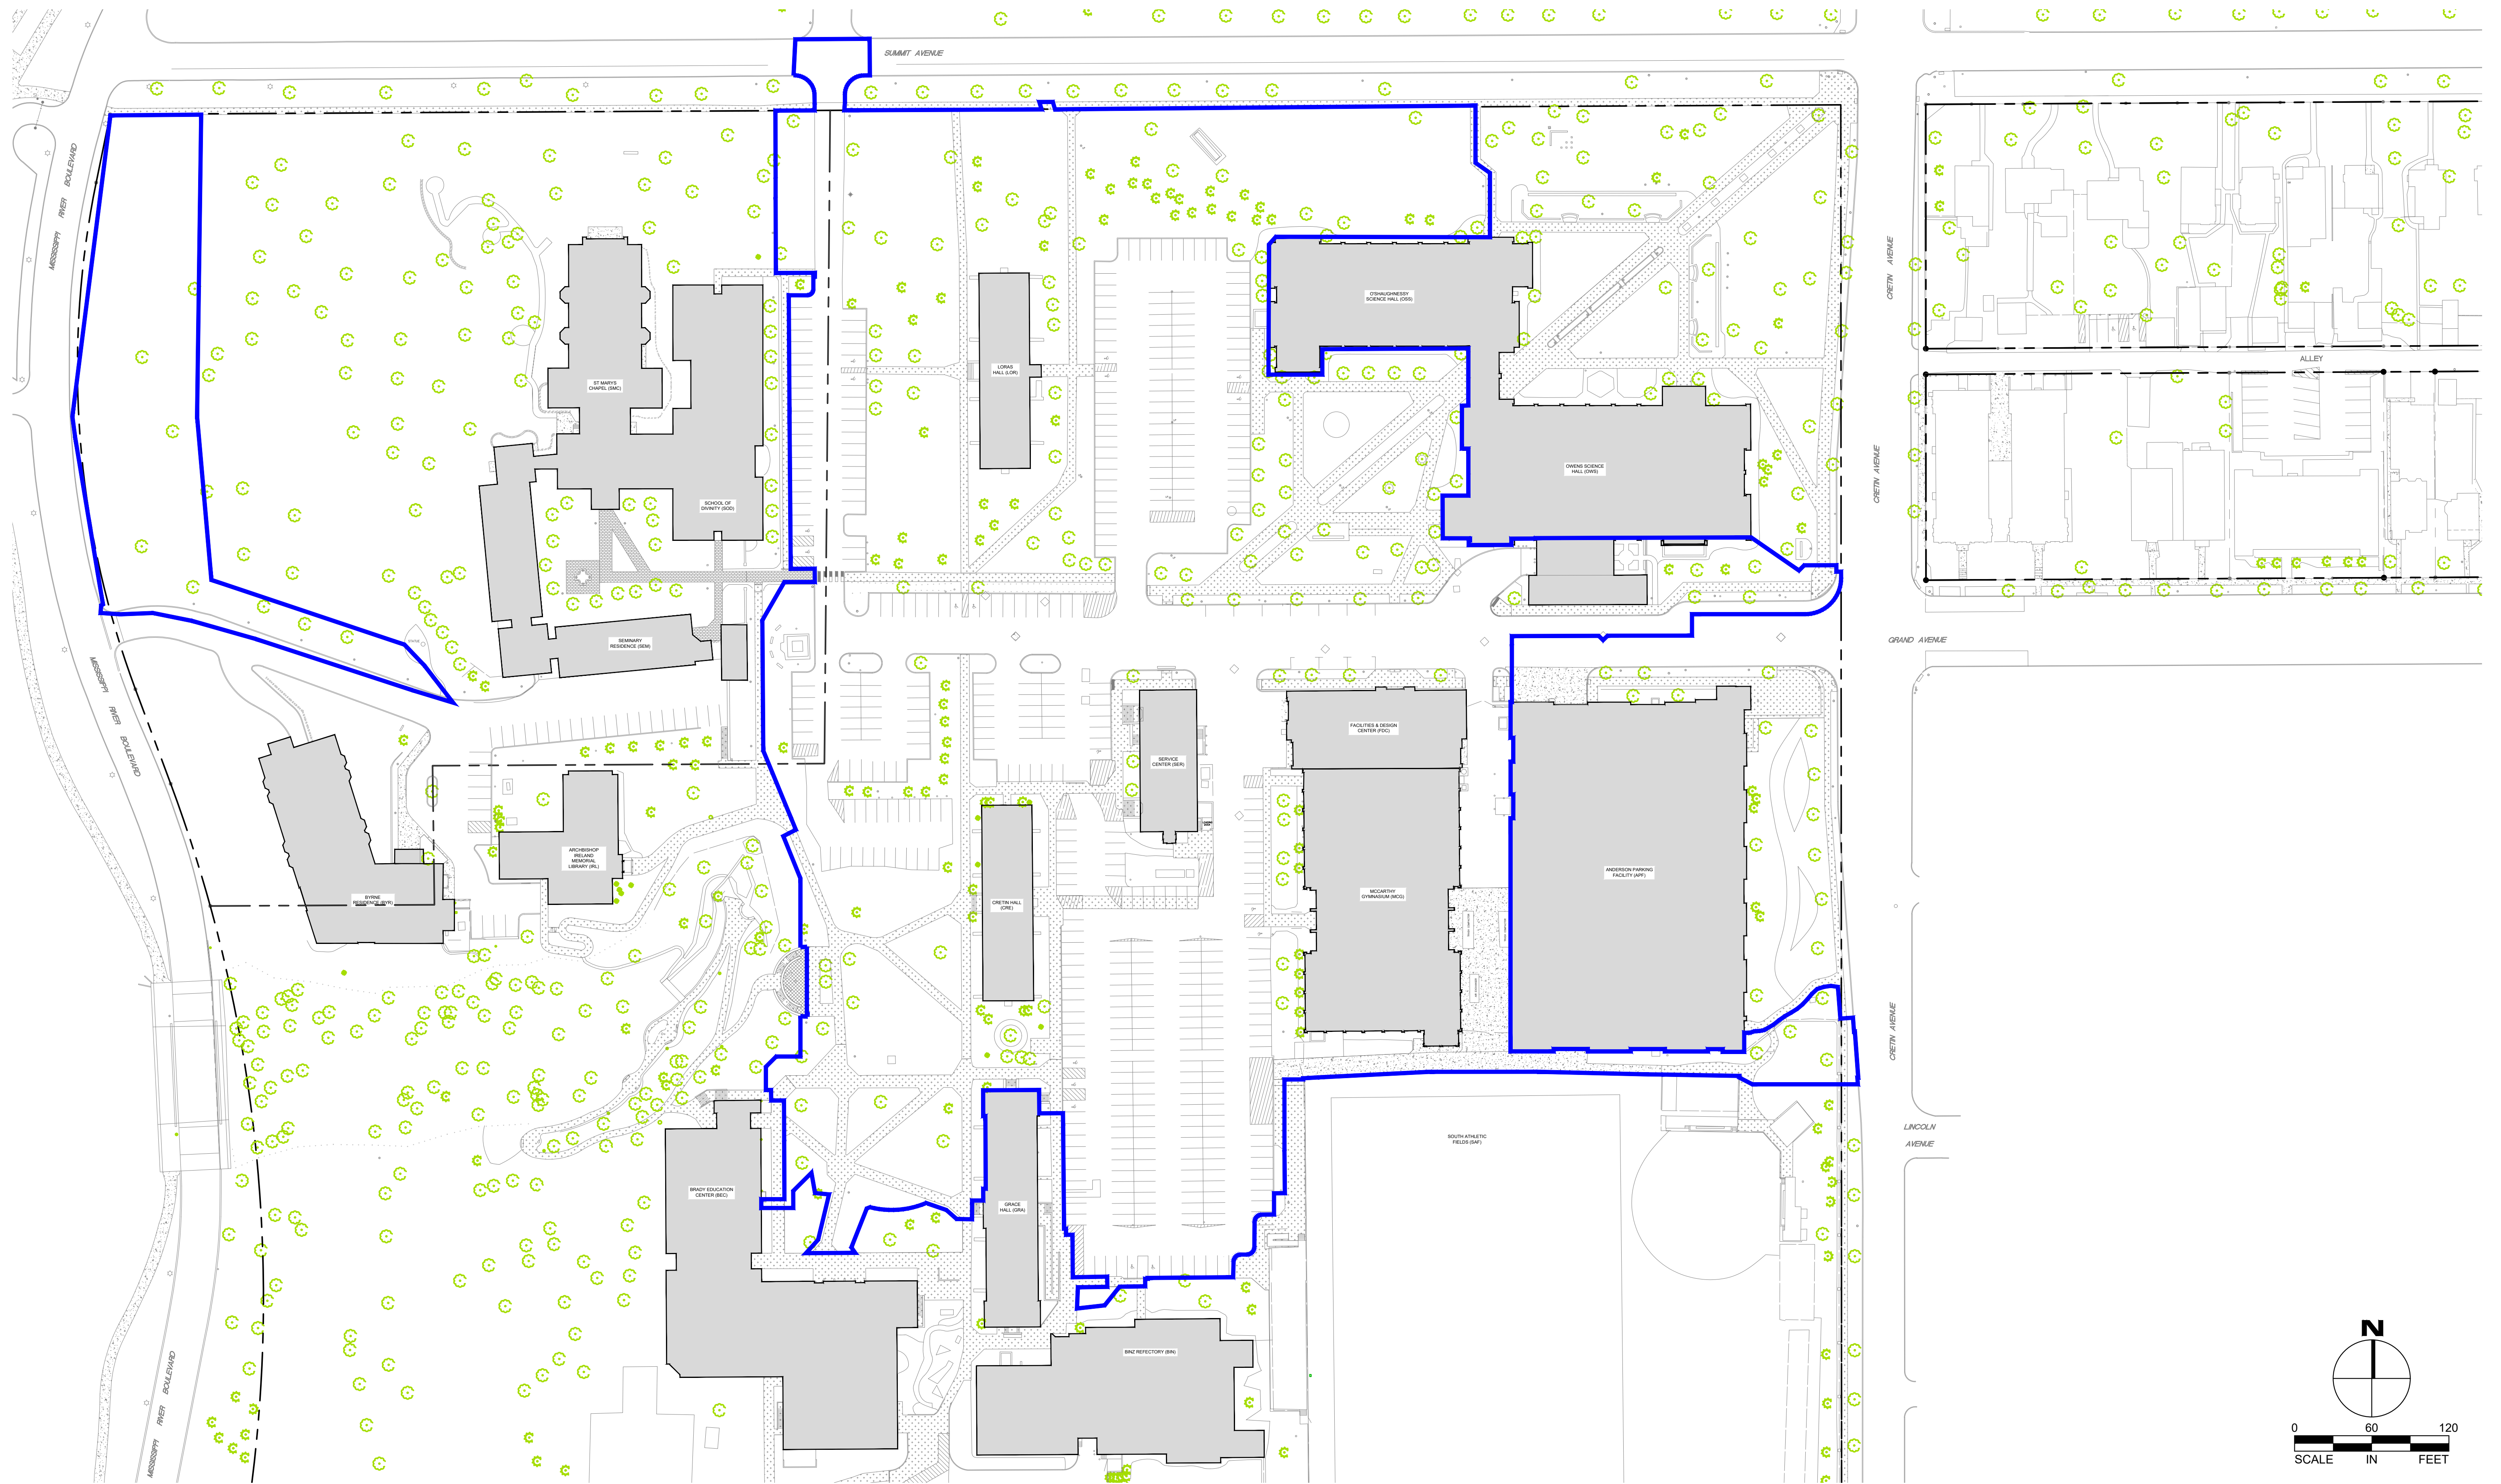 SUMMIT AVENUE
MISSISSIPPI RIVER BOULEVARD
CRETIN AVENUE
O'SHAUGHNESSY
SCIENCE HALL (OSS)
ALLEY
LORAS
HALL (LOR)
ST MARYS
CHAPEL (SMC)
OWENS SCIENCE
HALL (OWS)
CRETIN AVENUE
SCHOOL OF
DIVINITY (SOD)
SEMINARY
RESIDENCE (SEM)
GRAND AVENUE
MISSISSIPPI RIVER BOULEVARD
FACILITIES & DESIGN
CENTER (FDC)
SERVICE
CENTER (SER)
ARCHBISHOP
IRELAND
MEMORIAL
LIBRARY (IRL)
ANDERSON PARKING
FACILITY (APF)
BYRNE
RESIDENCE (BYR)
CRETIN HALL
(CRE)
MCCARTHY
GYMNASIUM (MCG)
CRETIN AVENUE
LINCOLN
AVENUE
SOUTH ATHLETIC
FIELDS (SAF)
BRADY EDUCATION
CENTER (BEC)
GRACE
HALL (GRA)
BINZ REFECTORY (BIN)
MISSISSIPPI RIVER BOULEVARD
N
0 60 120
SCALE IN FEET